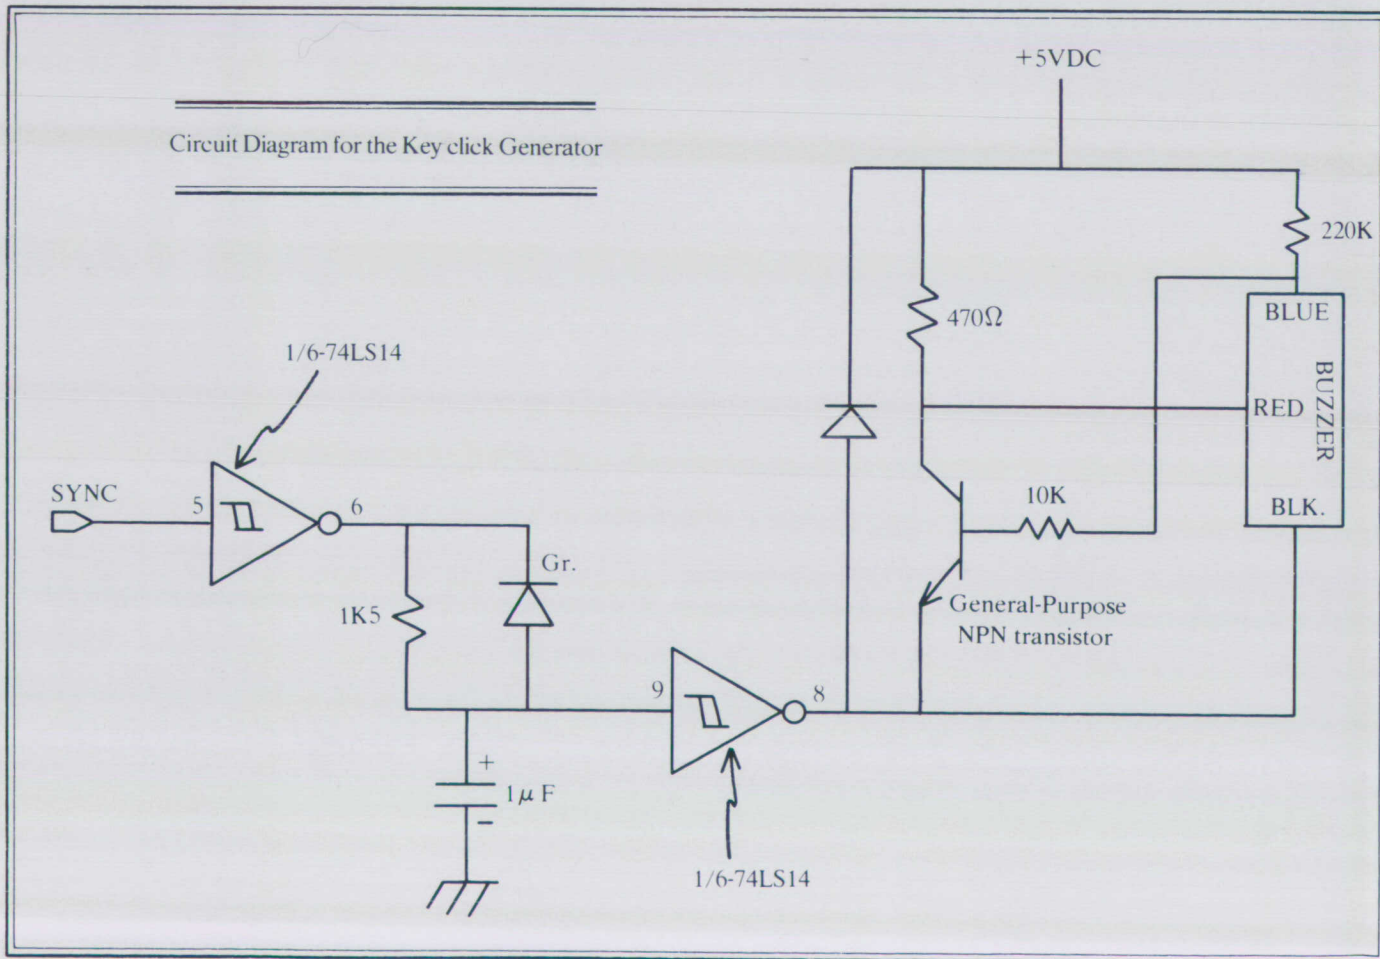 +5VDC
Circuit Diagram for the Key click Generator
220K
BLUE
470Ω
1/6-74LS14
BUZZER
RED
SYNC
5
6
10K
BLK.
Gr.
1K5
General-Purpose
NPN transistor
9
8
+
1μF
-
1/6-74LS14